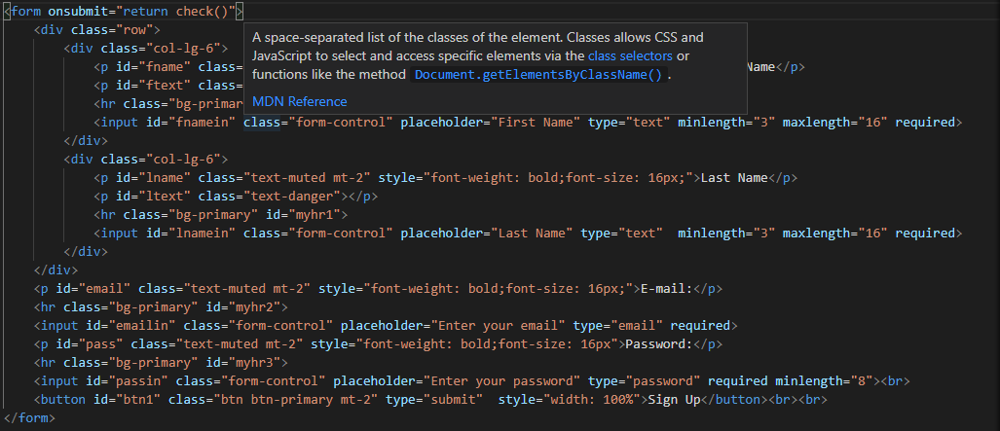 <form onsubmit="return check()">
<div class="row">
<div class="col-lg-6">
<p id="fname" class= Name</p>
<p id="ftext" class=
<hr class="bg-primar
<input id="fnamein" class="form-control" placeholder="First Name" type="text" minlength="3" maxlength="16" required>
</div>
<div class="col-lg-6">
<p id="lname" class="text-muted mt-2" style="font-weight: bold;font-size: 16px;">Last Name</p>
<p id="ltext" class="text-danger"></p>
<hr class="bg-primary" id="myhr1">
<input id="lnamein" class="form-control" placeholder="Last Name" type="text"  minlength="3" maxlength="16" required>
</div>
</div>
<p id="email" class="text-muted mt-2" style="font-weight: bold;font-size: 16px;">E-mail:</p>
<hr class="bg-primary" id="myhr2">
<input id="emailin" class="form-control" placeholder="Enter your email" type="email" required>
<p id="pass" class="text-muted mt-2" style="font-weight: bold;font-size: 16px">Password:</p>
<hr class="bg-primary" id="myhr3">
<input id="passin" class="form-control" placeholder="Enter your password" type="password" required minlength="8"><br>
<button id="btn1" class="btn btn-primary mt-2" type="submit"  style="width: 100%">Sign Up</button><br><br>
</form>
A space-separated list of the classes of the element. Classes allows CSS and
JavaScript to select and access specific elements via the class selectors or
functions like the method Document.getElementsByClassName() .
MDN Reference